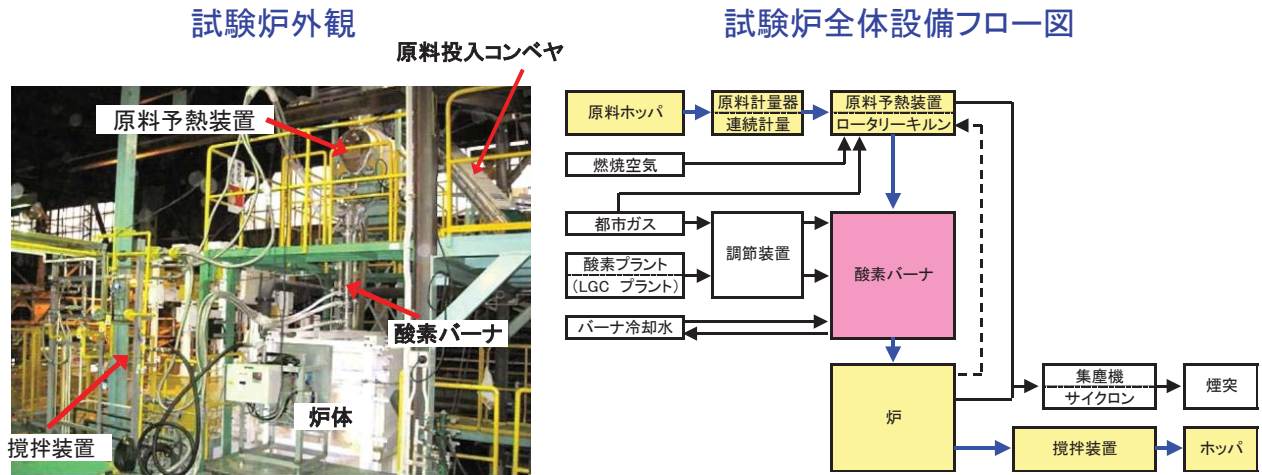 試験炉外観
試験炉全体設備フロー図
原料投入コンベヤ
原料予熱装置
酸素バーナ
炉体
撹拌装置
原料ホッパ
原料計量器
連続計量
原料予熱装置
ロータリーキルン
燃焼空気
都市ガス
調節装置
酸素バーナ
酸素プラント
(LGC プラント)
バーナ冷却水
炉
集塵機
サイクロン
煙突
撹拌装置
ホッパ